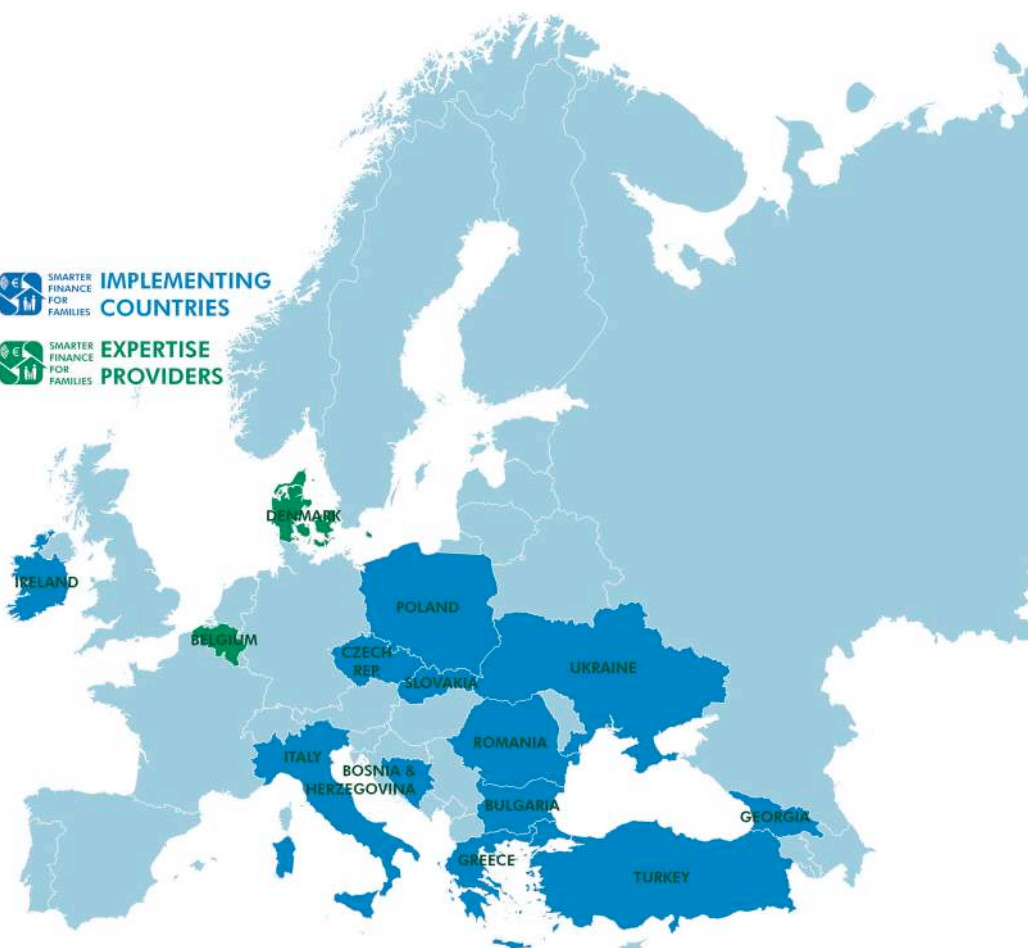 SMARTER
FINANCE
FOR
FAMILIES
IMPLEMENTING
COUNTRIES
SMARTER
FINANCE
FOR
FAMILIES
EXPERTISE
PROVIDERS
DENMARK
IRELAND
POLAND
BELGIUM
CZECH
REP
UKRAINE
SLOVAKIA
ROMANIA
ITALY
BOSNIA &
HERZEGOVINA
BULGARIA
GEORGIA
GREECE
TURKEY